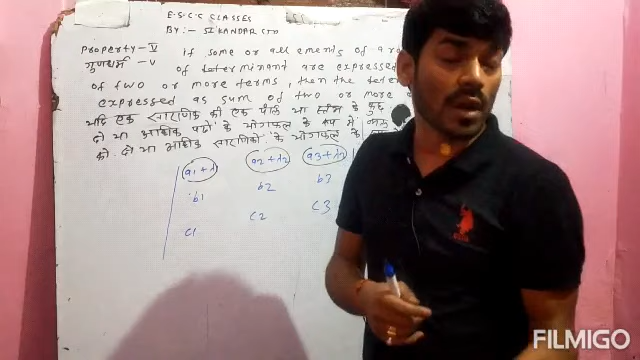 E.S.C.C CLASSES
BY:- SIKANDAR
Property-V If some or all elements of a
गुणधर्म-V of determinant are expressed
of two or more terms, then the
expressed as sum of two or more
यदि एक सारणिक की एक पंक्ति या स्तंभ के कुछ
दो या अधिक पदों के योगफल के रूप में
को दो या अधिक सारणिकों के योगफल के
a1+λ1 a2+λ2 a3+λ3
b1 b2 b3
c1 c2 c3
FILMIGO